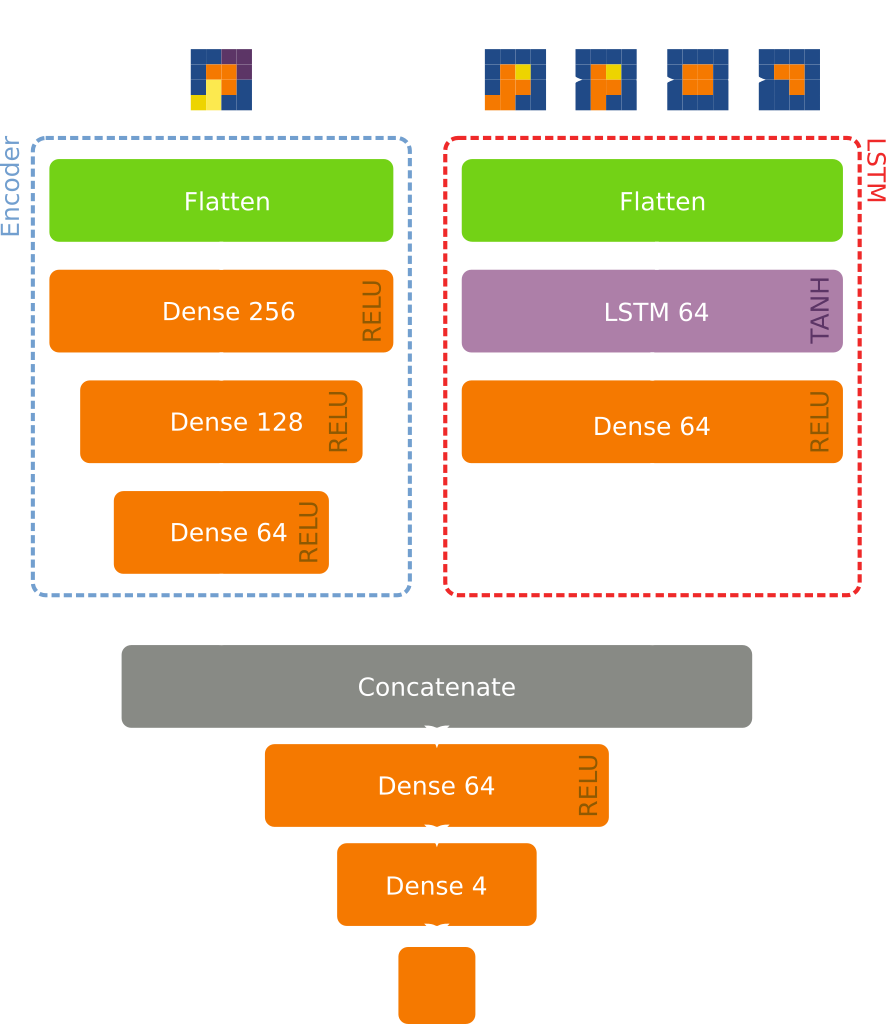 Encoder
Flatten
Dense 256
RELU
Dense 128
RELU
Dense 64
RELU
LSTM
Flatten
LSTM 64
TANH
Dense 64
RELU
Concatenate
Dense 64
RELU
Dense 4